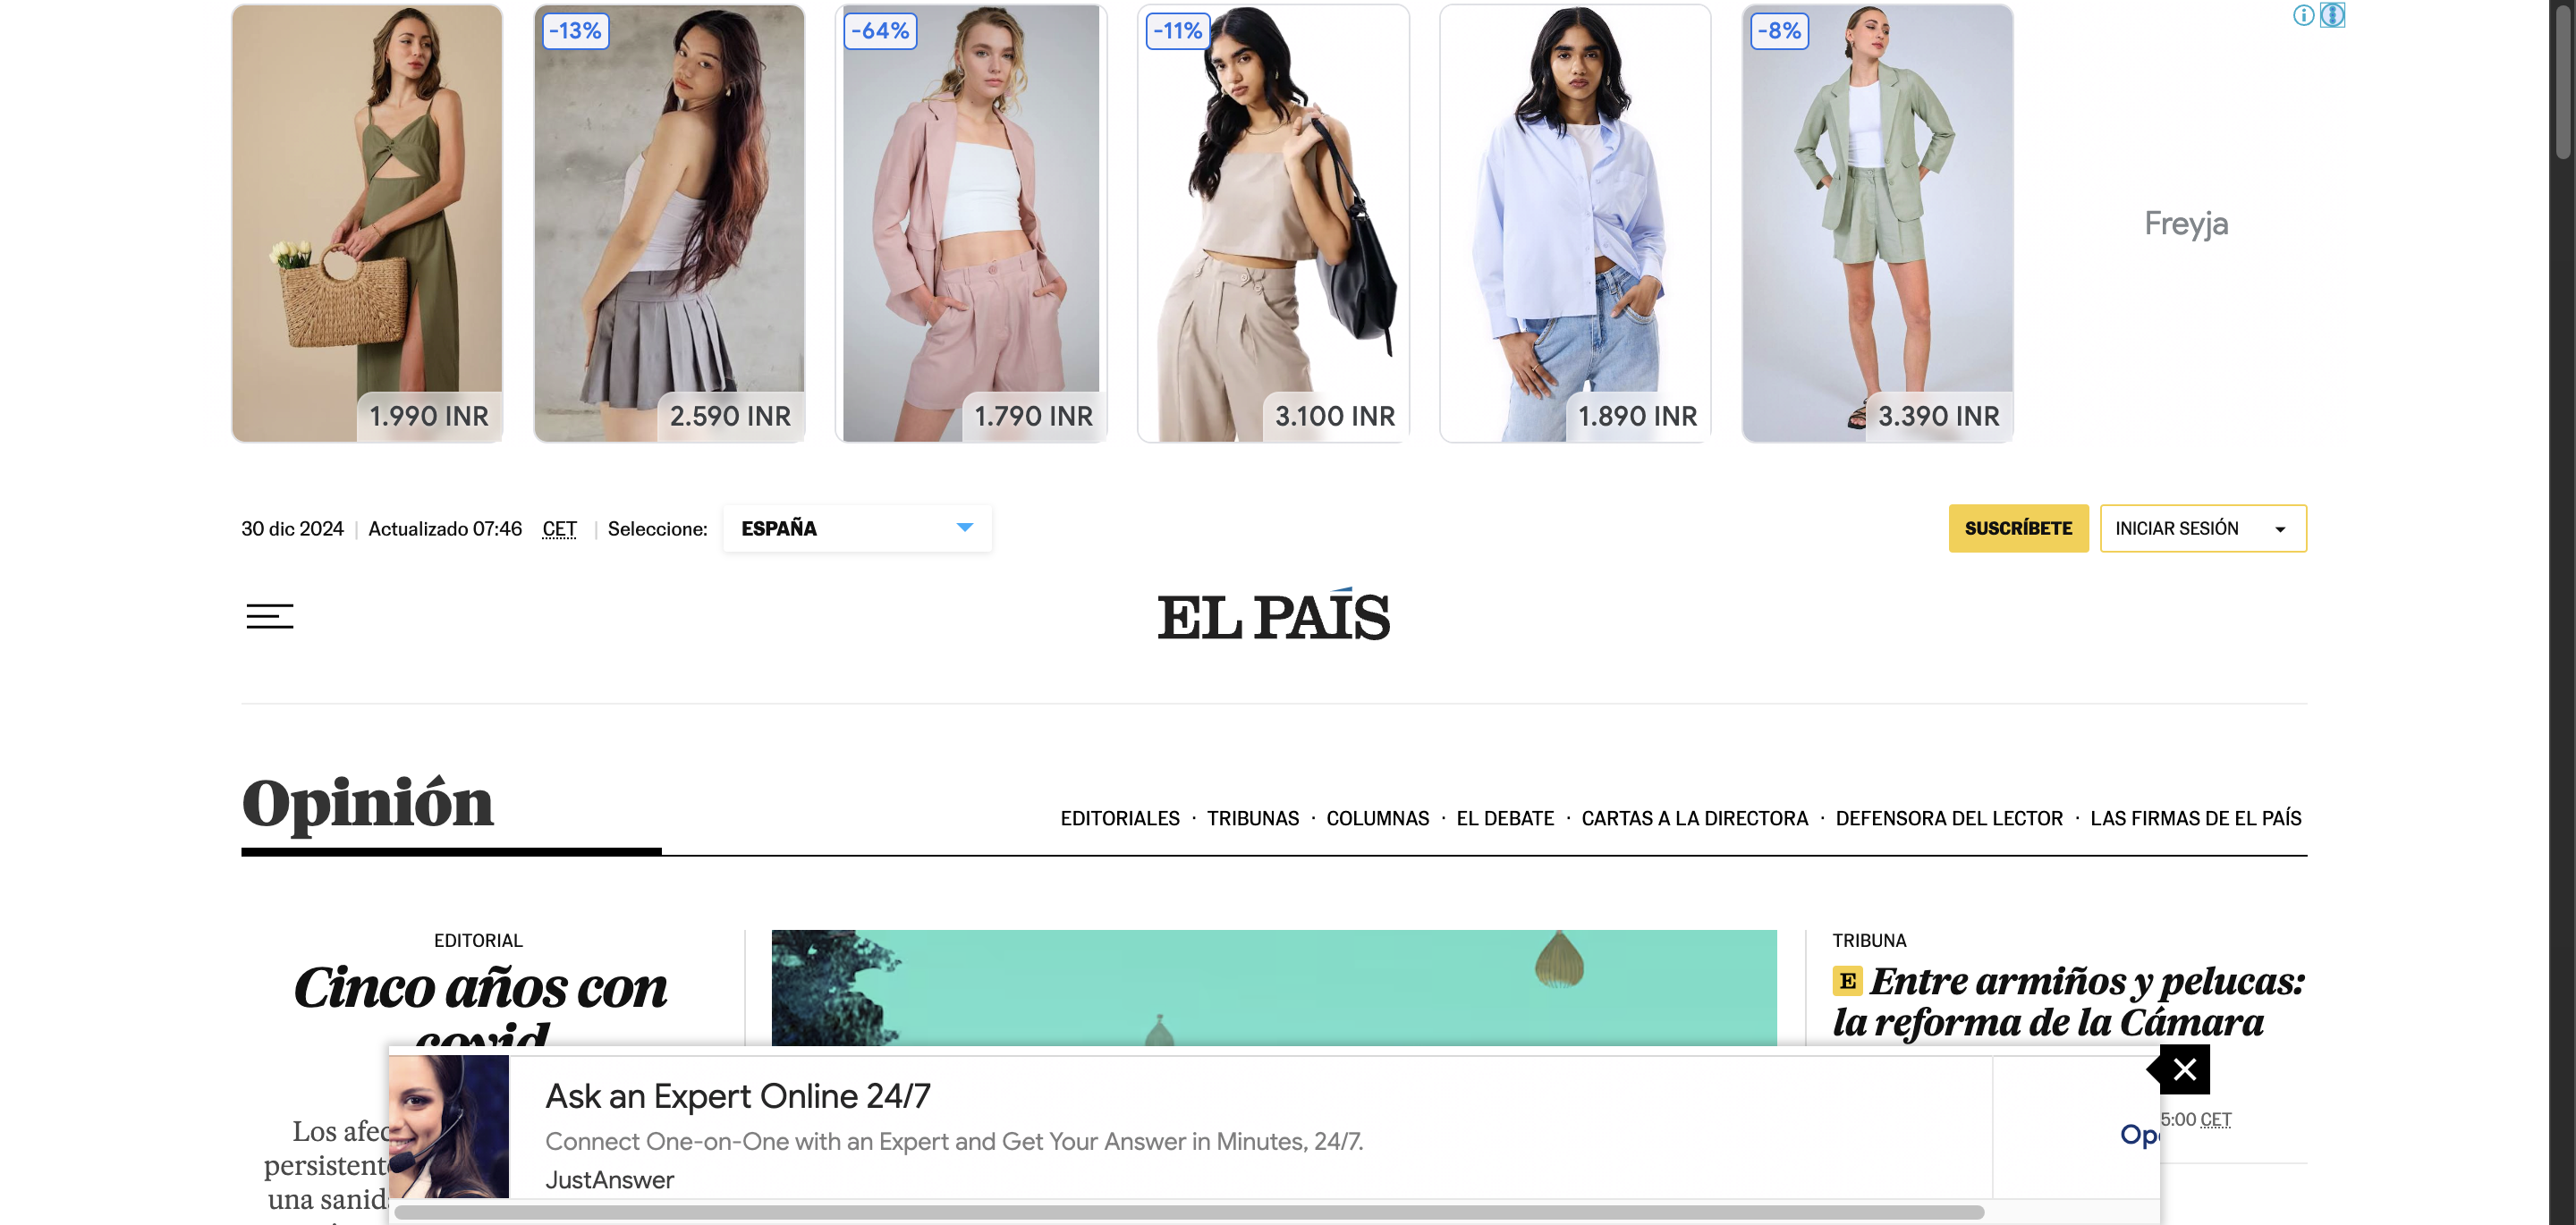 -13%
-64%
-11%
-8%
1.990 INR
2.590 INR
1.790 INR
3.100 INR
1.890 INR
3.390 INR
Freyja
30 dic 2024 | Actualizado 07:46 CET | Seleccione: ESPAÑA
SUSCRÍBETE
INICIAR SESIÓN
EL PAÍS
Opinión
EDITORIALES · TRIBUNAS · COLUMNAS · EL DEBATE · CARTAS A LA DIRECTORA · DEFENSORA DEL LECTOR · LAS FIRMAS DE EL PAÍS
EDITORIAL
Cinco años con
covid
Los afec
persistent
una sanid
TRIBUNA
E Entre armiños y pelucas:
la reforma de la Cámara
5:00 CET
Ask an Expert Online 24/7
Connect One-on-One with an Expert and Get Your Answer in Minutes, 24/7.
JustAnswer
Op